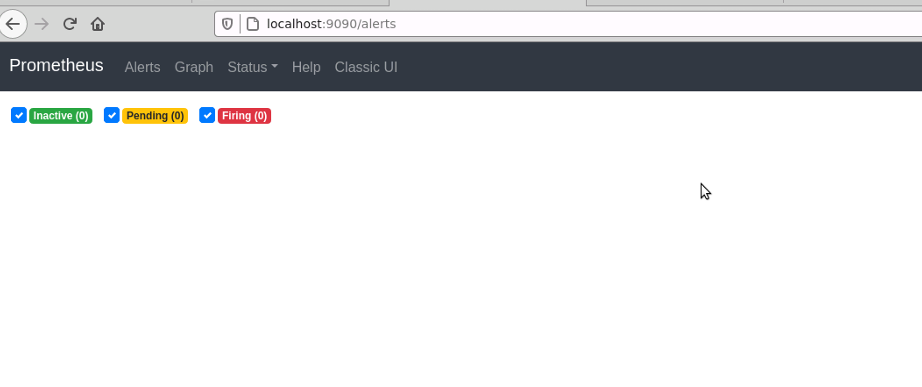 localhost:9090/alerts
Prometheus Alerts Graph Status Help Classic UI
Inactive (0) Pending (0) Firing (0)